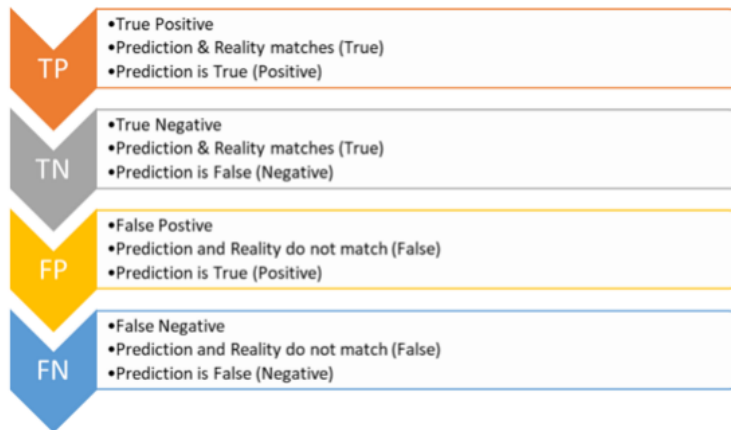 TP
•True Positive
•Prediction & Reality matches (True)
•Prediction is True (Positive)
TN
•True Negative
•Prediction & Reality matches (True)
•Prediction is False (Negative)
FP
•False Postive
•Prediction and Reality do not match (False)
•Prediction is True (Positive)
FN
•False Negative
•Prediction and Reality do not match (False)
•Prediction is False (Negative)